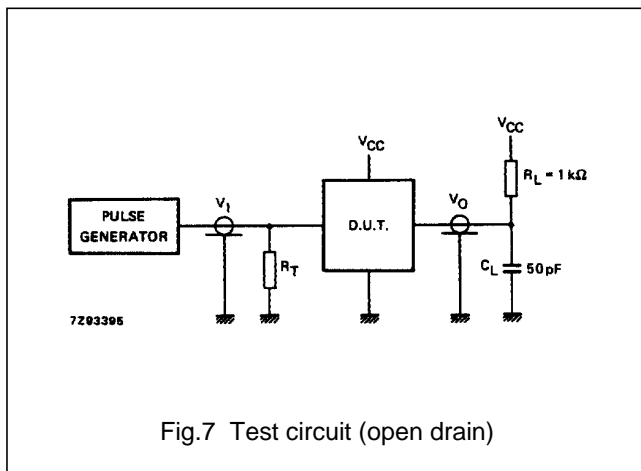 V_CC
V_CC
R_L = 1 kΩ
PULSE
GENERATOR
V_I
D.U.T.
V_O
R_T
C_L
50 pF
7Z93395
Fig.7 Test circuit (open drain)